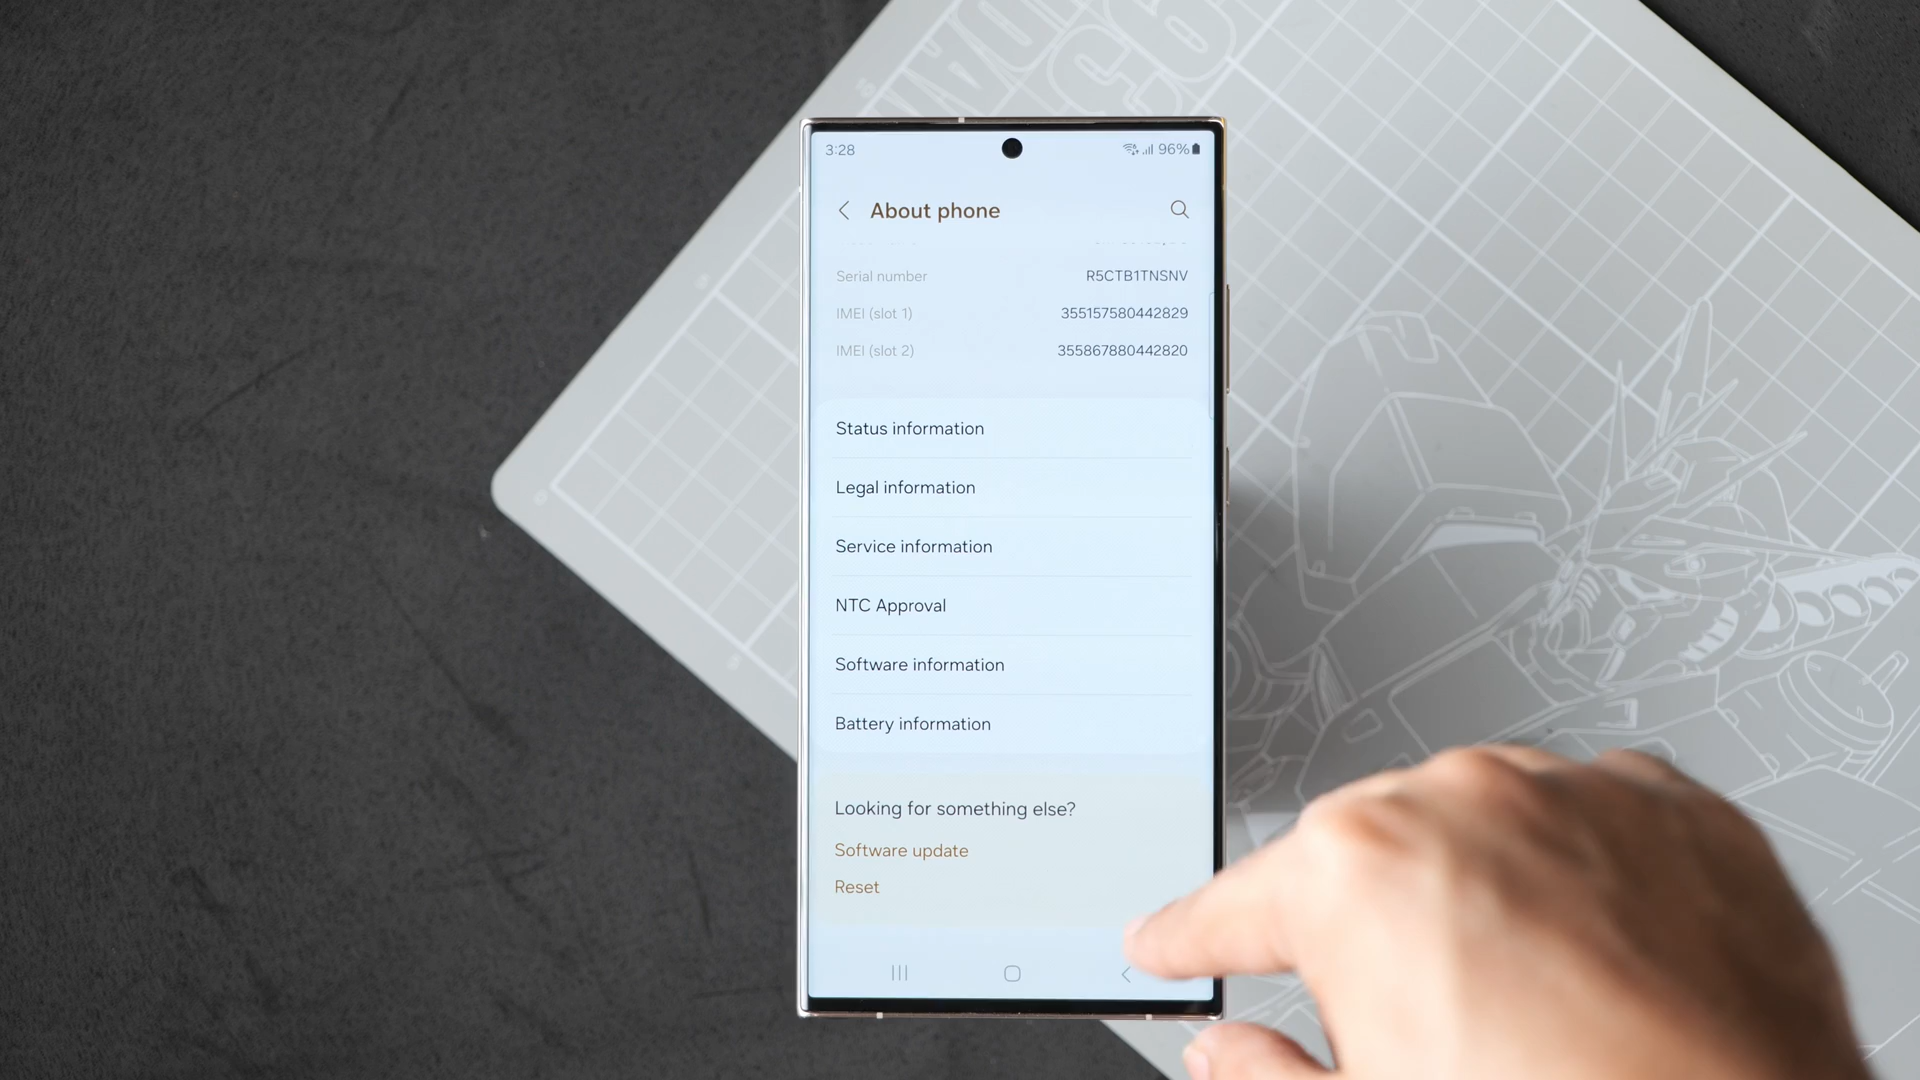 3:28
96%
About phone
Serial number R5CTB1TNSNV
IMEI (slot 1) 355157580442829
IMEI (slot 2) 355867880442820
Status information
Legal information
Service information
NTC Approval
Software information
Battery information
Looking for something else?
Software update
Reset